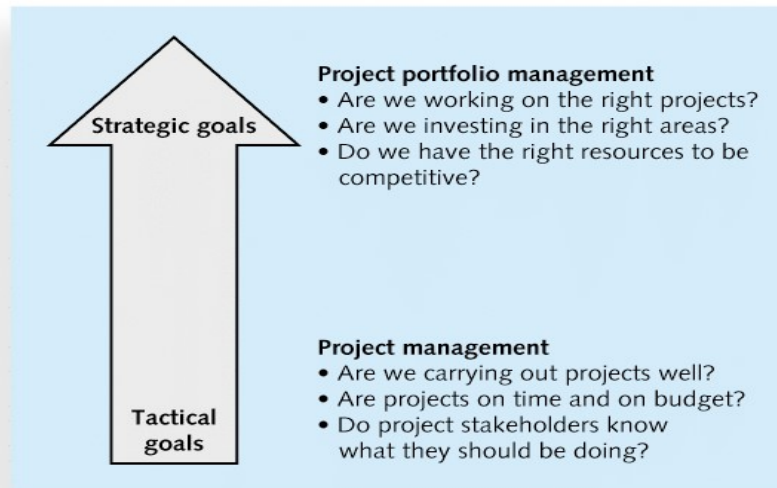 Strategic goals
Project portfolio management
• Are we working on the right projects?
• Are we investing in the right areas?
• Do we have the right resources to be
competitive?
Tactical
goals
Project management
• Are we carrying out projects well?
• Are projects on time and on budget?
• Do project stakeholders know
what they should be doing?